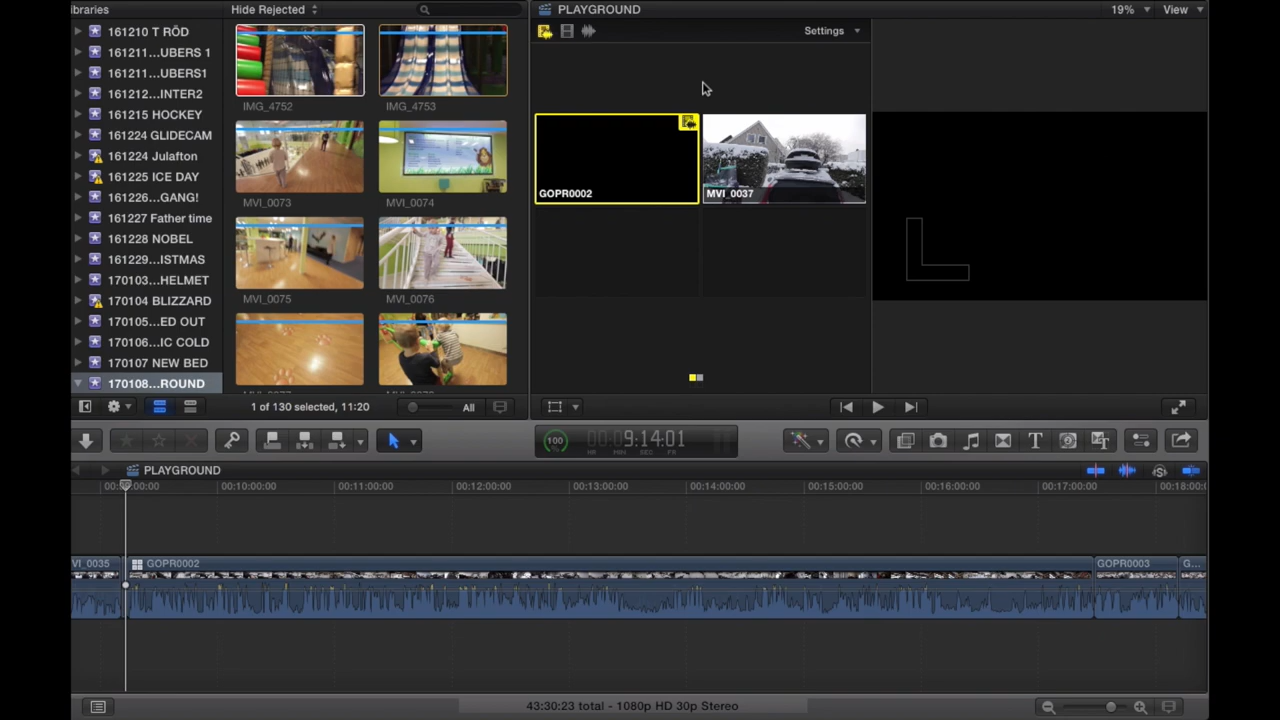 ibraries
161210 T RÖD
161211...UBERS 1
161211...UBERS1
161212...INTER2
161215 HOCKEY
161224 GLIDECAM
161224 Julafton
161225 ICE DAY
161226...GANG!
161227 Father time
161228 NOBEL
161229...ISTMAS
170103...HELMET
170104 BLIZZARD
170105...ED OUT
170106...IC COLD
170107 NEW BED
170108...ROUND
Hide Rejected
IMG_4752
IMG_4753
MVI_0073
MVI_0074
MVI_0075
MVI_0076
1 of 130 selected, 11:20
All
PLAYGROUND
19%
View
Settings
GOPR0002
MVI_0037
100
00:09:14:01
HR MIN SEC FR
PLAYGROUND
00:10:00:00
00:11:00:00
00:12:00:00
00:13:00:00
00:14:00:00
00:15:00:00
00:16:00:00
00:17:00:00
00:18:00:0
VI_0035
GOPR0002
GOPR0003
G...
43:30:23 total - 1080p HD 30p Stereo